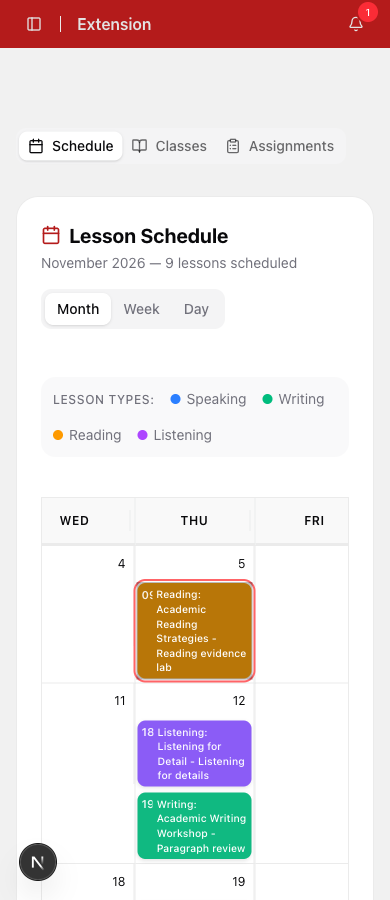 Extension
1
Schedule Classes Assignments
Lesson Schedule
November 2026 — 9 lessons scheduled
Month Week Day
LESSON TYPES: Speaking Writing
Reading Listening
WED THU FRI
4 5
Reading:
Academic
Reading
Strategies -
Reading evidence
lab
11 12
18 Listening:
Listening for
Detail - Listening
for details
19 Writing:
Academic Writing
Workshop -
Paragraph review
N
18 19